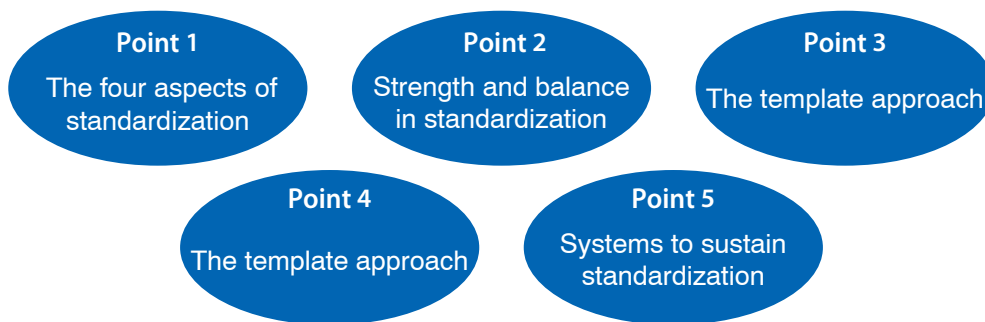 Point 1
The four aspects of
standardization
Point 2
Strength and balance
in standardization
Point 3
The template approach
Point 4
The template approach
Point 5
Systems to sustain
standardization